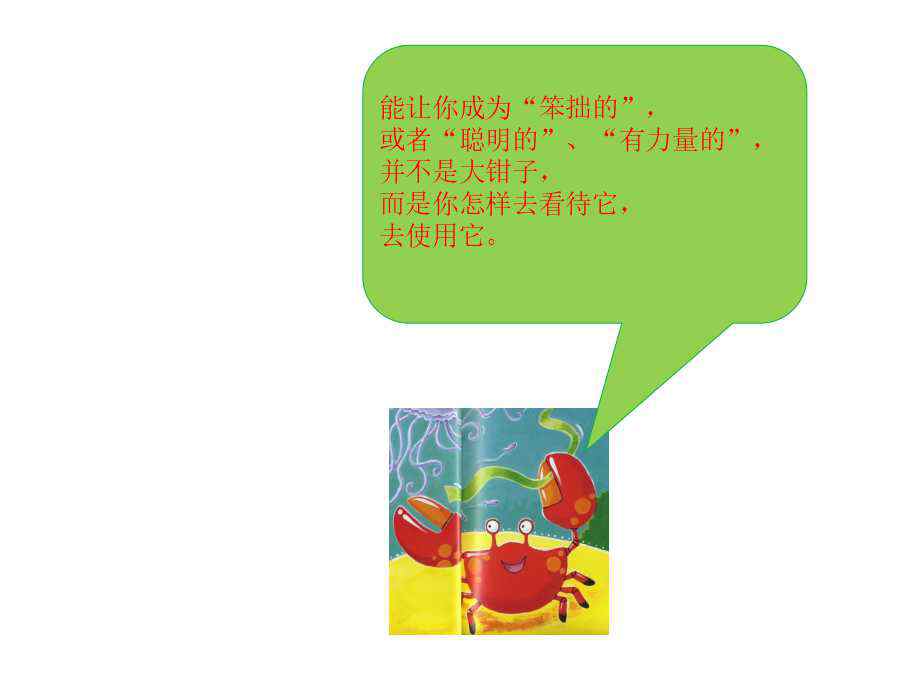 能让你成为“笨拙的”，
或者“聪明的”、“有力量的”，
并不是大钳子，
而是你怎样去看待它，
去使用它。